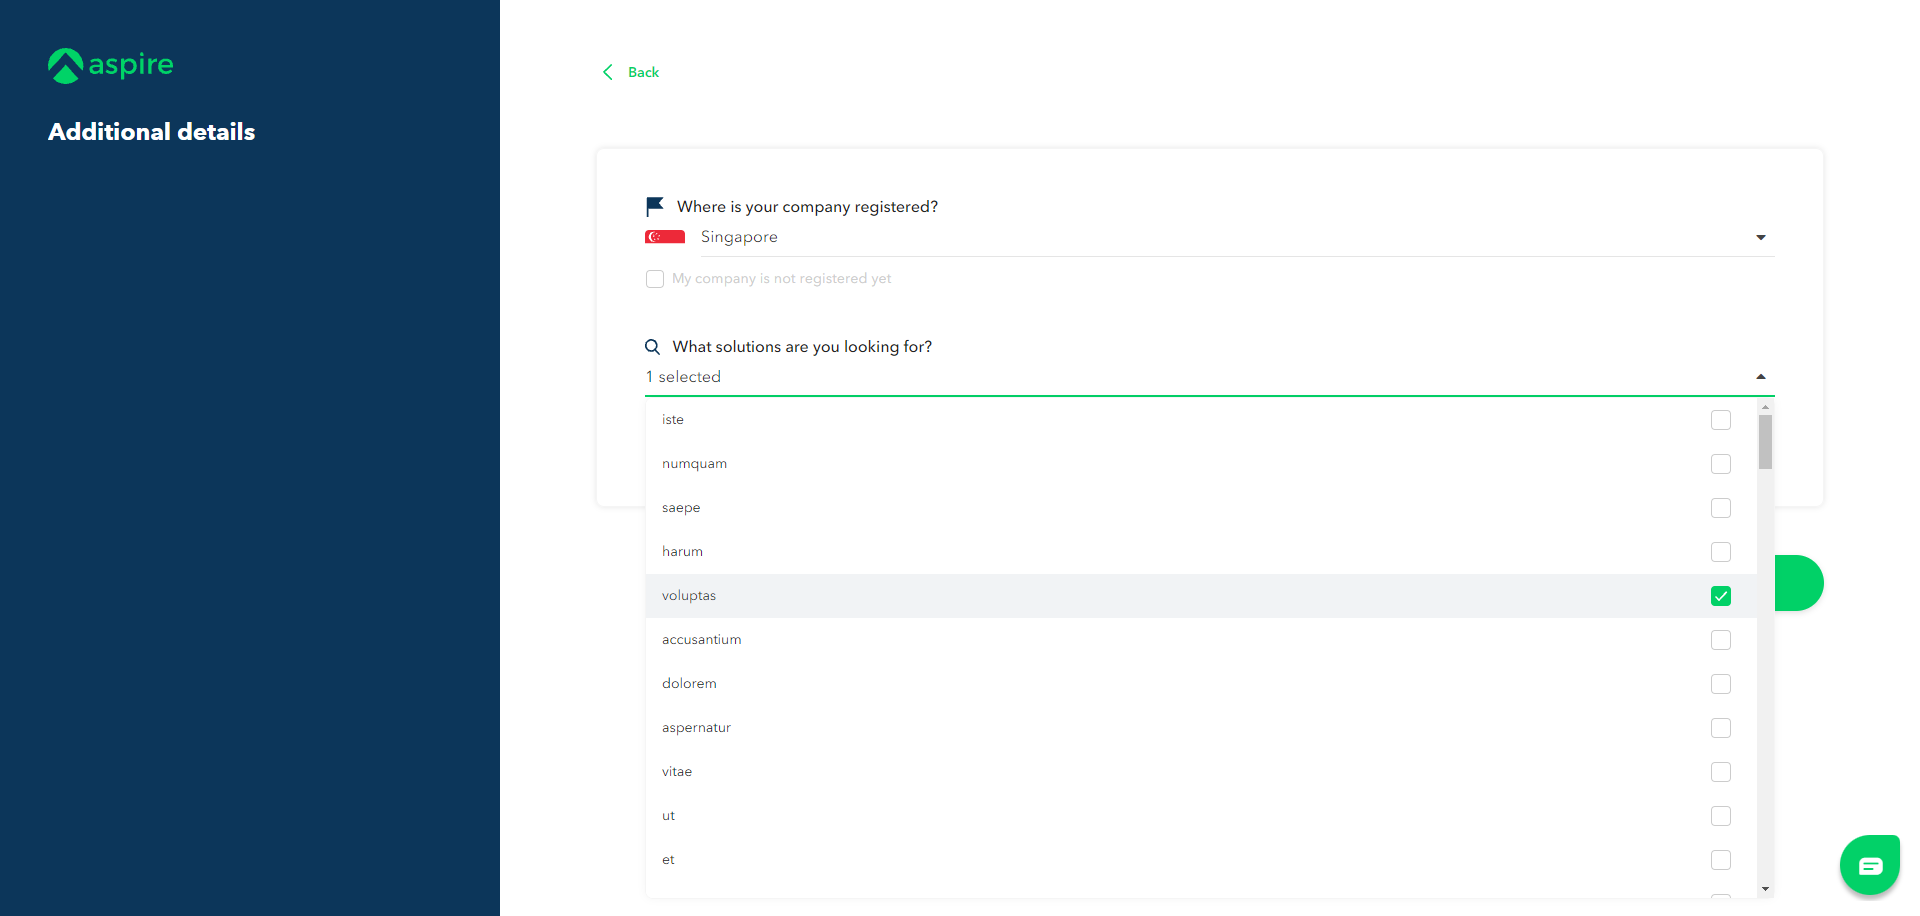 aspire
Additional details
Back
Where is your company registered?
Singapore
My company is not registered yet
What solutions are you looking for?
1 selected
iste
numquam
saepe
harum
voluptas
accusantium
dolorem
aspernatur
vitae
ut
et